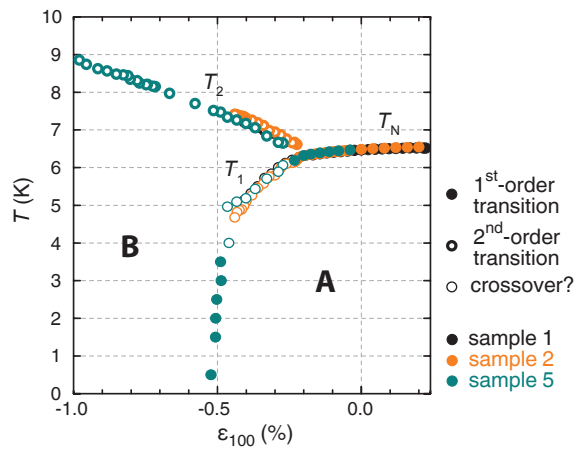 10
9
8
7
6
5
4
3
2
1
0
T (K)
T₂
T_N
T₁
B
A
-1.0 -0.5 0.0
ε₁₀₀ (%)
1ˢᵗ-order
transition
2ⁿᵈ-order
transition
crossover?
sample 1
sample 2
sample 5